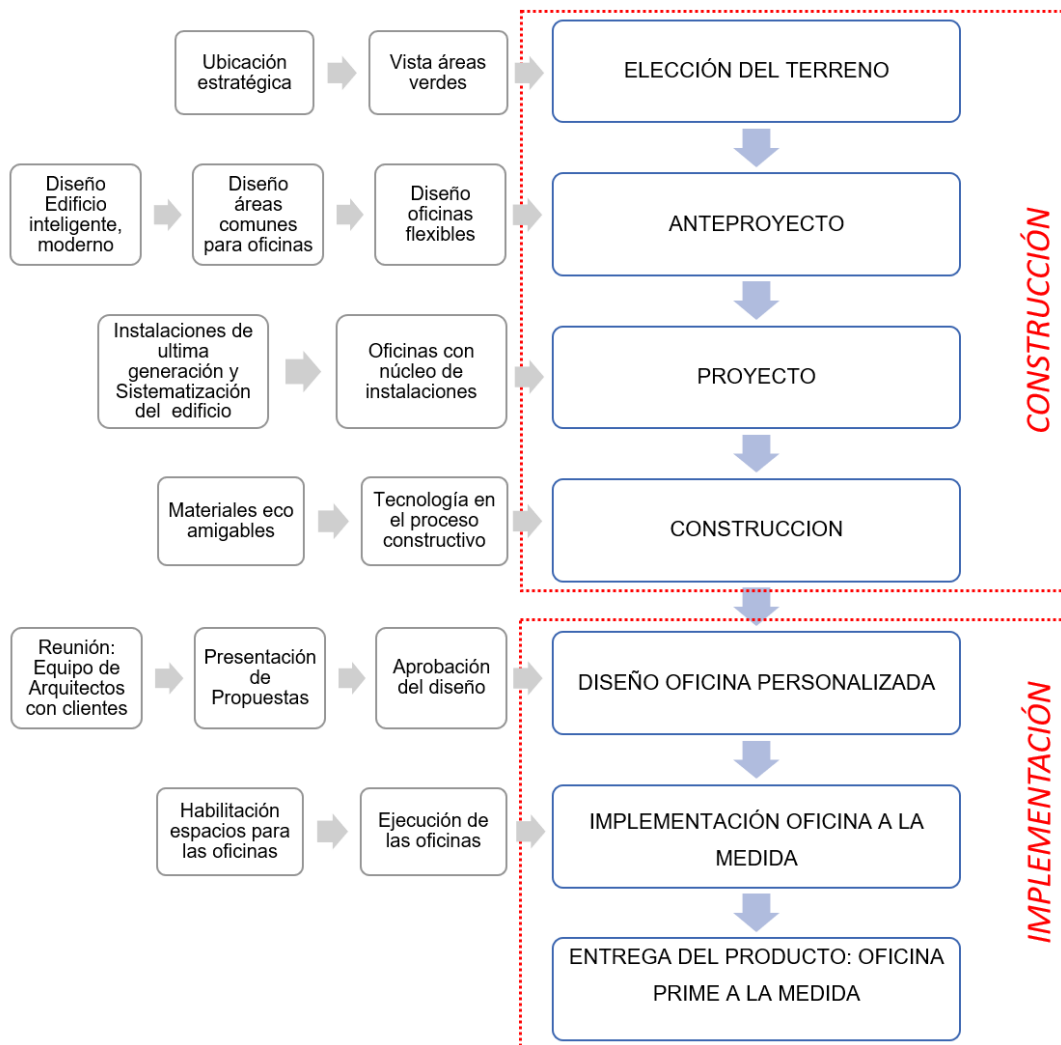 Ubicación
estratégica
Vista áreas
verdes
ELECCIÓN DEL TERRENO
Diseño
Edificio
inteligente,
moderno
Diseño
áreas
comunes
para oficinas
Diseño
oficinas
flexibles
ANTEPROYECTO
Instalaciones de
ultima
generación y
Sistematización
del edificio
Oficinas con
núcleo de
instalaciones
PROYECTO
Materiales eco
amigables
Tecnología en
el proceso
constructivo
CONSTRUCCION
CONSTRUCCIÓN
Reunión:
Equipo de
Arquitectos
con clientes
Presentación
de
Propuestas
Aprobación
del diseño
DISEÑO OFICINA PERSONALIZADA
Habilitación
espacios para
las oficinas
Ejecución de
las oficinas
IMPLEMENTACIÓN OFICINA A LA
MEDIDA
ENTREGA DEL PRODUCTO: OFICINA
PRIME A LA MEDIDA
IMPLEMENTACIÓN